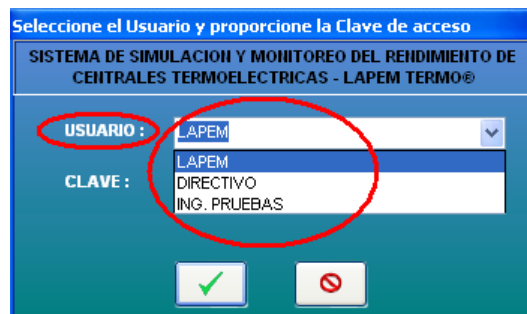 Seleccione el Usuario y proporcione la Clave de acceso
SISTEMA DE SIMULACION Y MONITOREO DEL RENDIMIENTO DE
CENTRALES TERMOELECTRICAS - LAPEM TERMO®
USUARIO :
LAPEM
LAPEM
CLAVE :
DIRECTIVO
ING. PRUEBAS